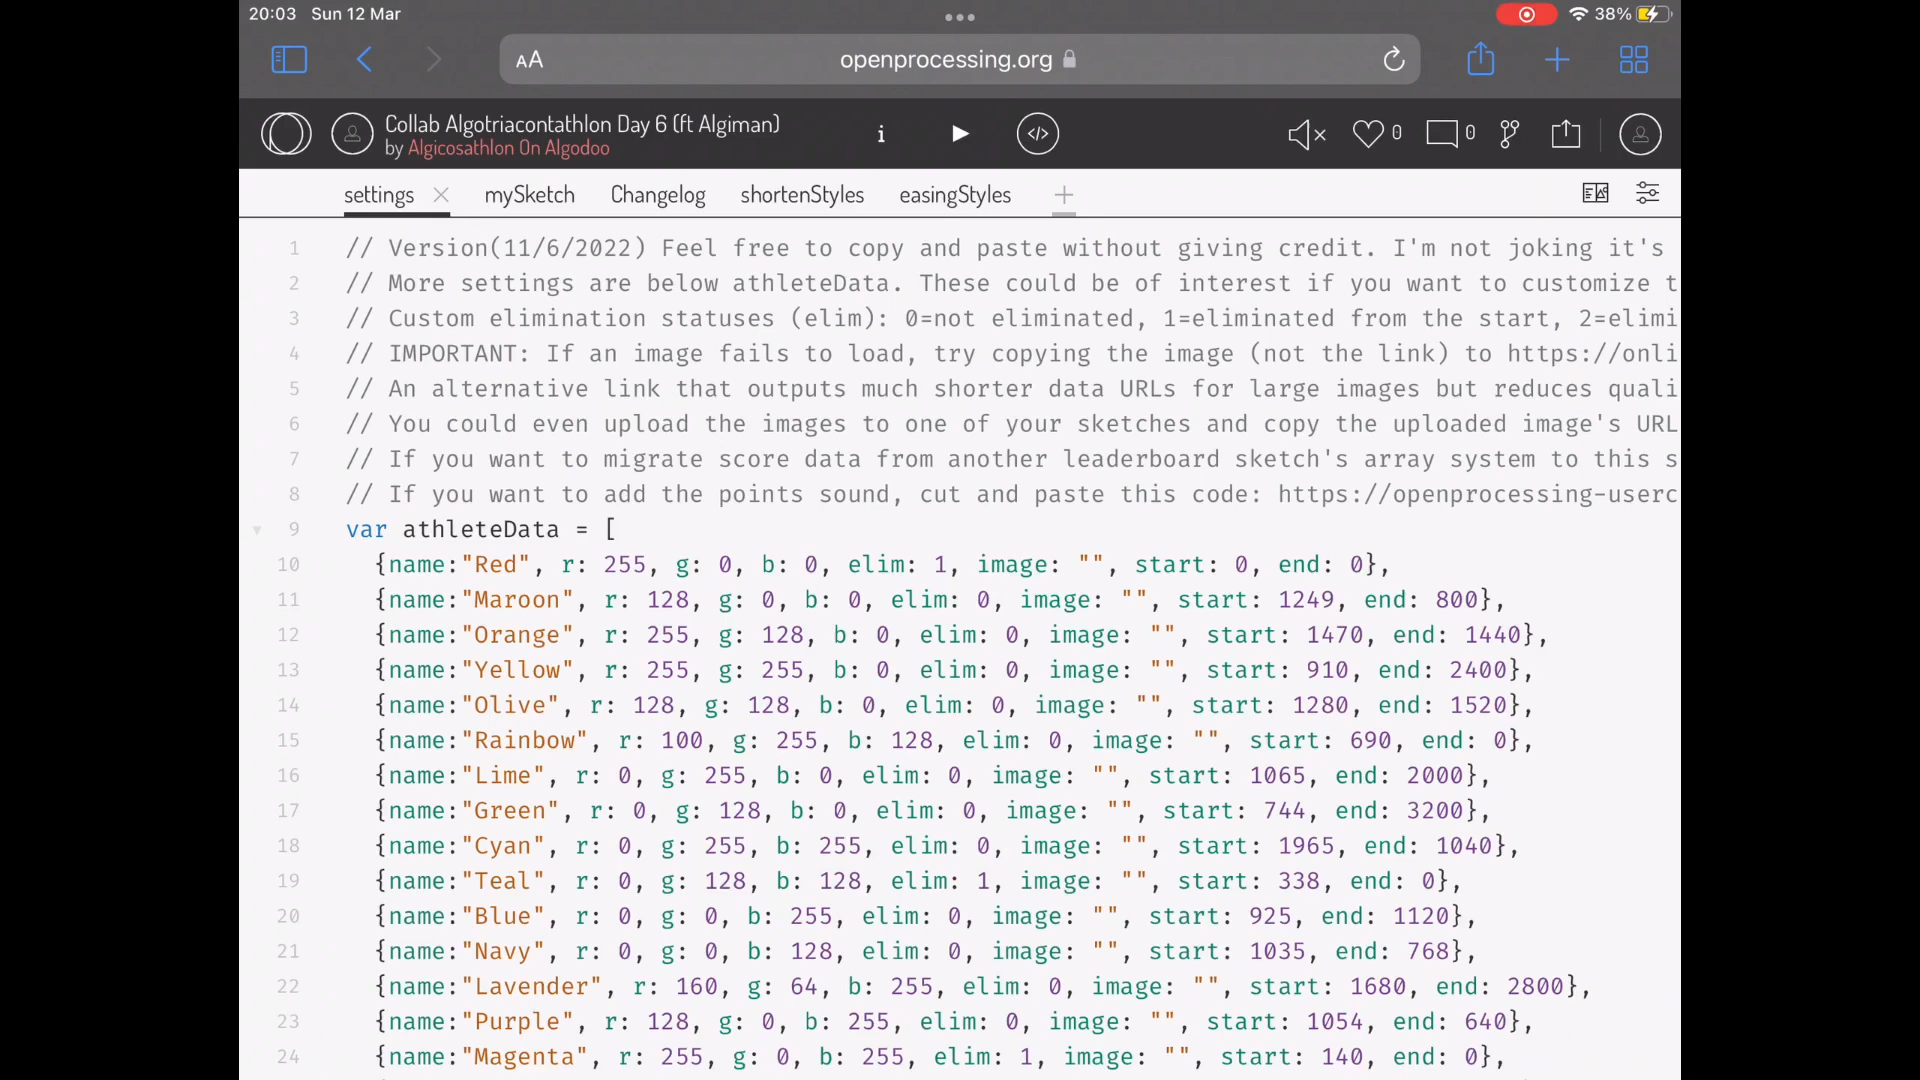 20:03 Sun 12 Mar
38%
AA openprocessing.org
Collab Algotriacontathlon Day 6 (ft Algiman)
by Algicosathlon On Algodoo
i </> 0 0
settings mySketch Changelog shortenStyles easingStyles
1 // Version(11/6/2022) Feel free to copy and paste without giving credit. I'm not joking it's
2 // More settings are below athleteData. These could be of interest if you want to customize t
3 // Custom elimination statuses (elim): 0=not eliminated, 1=eliminated from the start, 2=elimi
4 // IMPORTANT: If an image fails to load, try copying the image (not the link) to https://onli
5 // An alternative link that outputs much shorter data URLs for large images but reduces quali
6 // You could even upload the images to one of your sketches and copy the uploaded image's URL
7 // If you want to migrate score data from another leaderboard sketch's array system to this s
8 // If you want to add the points sound, cut and paste this code: https://openprocessing-userc
9 var athleteData = [
10 {name:"Red", r: 255, g: 0, b: 0, elim: 1, image: "", start: 0, end: 0},
11 {name:"Maroon", r: 128, g: 0, b: 0, elim: 0, image: "", start: 1249, end: 800},
12 {name:"Orange", r: 255, g: 128, b: 0, elim: 0, image: "", start: 1470, end: 1440},
13 {name:"Yellow", r: 255, g: 255, b: 0, elim: 0, image: "", start: 910, end: 2400},
14 {name:"Olive", r: 128, g: 128, b: 0, elim: 0, image: "", start: 1280, end: 1520},
15 {name:"Rainbow", r: 100, g: 255, b: 128, elim: 0, image: "", start: 690, end: 0},
16 {name:"Lime", r: 0, g: 255, b: 0, elim: 0, image: "", start: 1065, end: 2000},
17 {name:"Green", r: 0, g: 128, b: 0, elim: 0, image: "", start: 744, end: 3200},
18 {name:"Cyan", r: 0, g: 255, b: 255, elim: 0, image: "", start: 1965, end: 1040},
19 {name:"Teal", r: 0, g: 128, b: 128, elim: 1, image: "", start: 338, end: 0},
20 {name:"Blue", r: 0, g: 0, b: 255, elim: 0, image: "", start: 925, end: 1120},
21 {name:"Navy", r: 0, g: 0, b: 128, elim: 0, image: "", start: 1035, end: 768},
22 {name:"Lavender", r: 160, g: 64, b: 255, elim: 0, image: "", start: 1680, end: 2800},
23 {name:"Purple", r: 128, g: 0, b: 255, elim: 0, image: "", start: 1054, end: 640},
24 {name:"Magenta", r: 255, g: 0, b: 255, elim: 1, image: "", start: 140, end: 0},